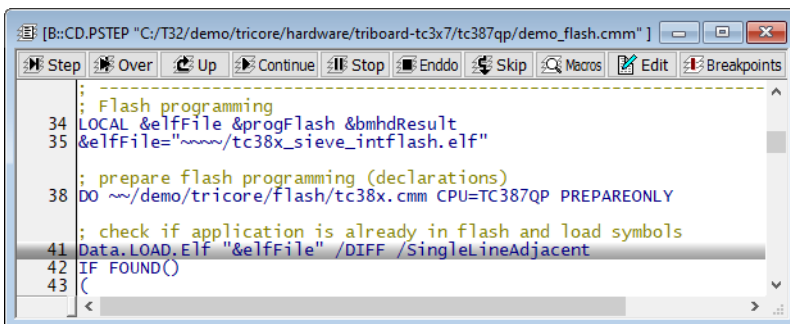 [B::CD.PSTEP "C:/T32/demo/tricore/hardware/triboard-tc3x7/tc387qp/demo_flash.cmm" ]
Step Over Up Continue Stop Enddo Skip Macros Edit Breakpoints
; ----------------------------------------------------------------------
; Flash programming
34 LOCAL &elfFile &progFlash &bmhdResult
35 &elfFile="~~~~/tc38x_sieve_intflash.elf"
; prepare flash programming (declarations)
38 DO ~~/demo/tricore/flash/tc38x.cmm CPU=TC387QP PREPAREONLY
; check if application is already in flash and load symbols
41 Data.LOAD.Elf "&elfFile" /DIFF /SingleLineAdjacent
42 IF FOUND()
43 (